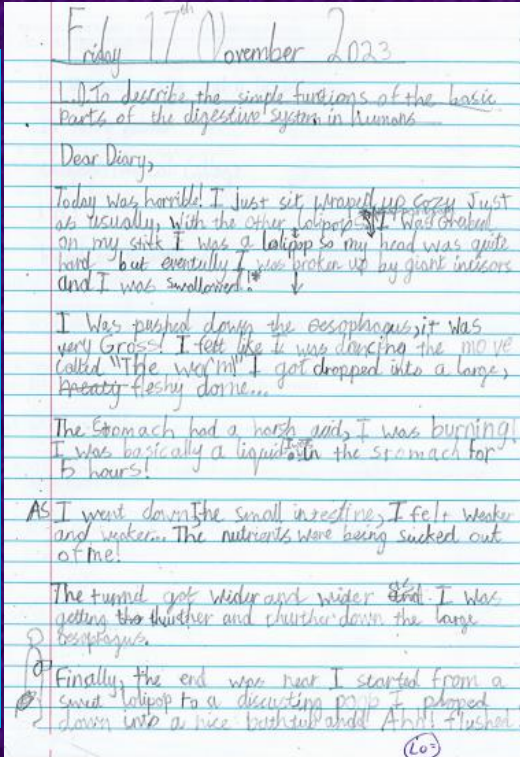 Friday 17th November 2023
L.O To describe the simple functions of the basic
parts of the digestive system in humans
Dear Diary,
Today was horrible! I just sit wraped up cozy Just
as usually, with the other lolipops I was Grabed
on my stick I was a lolipop so my head was quite
hard but eventully I was broken up by giant incisors
and I was swallowed!*
I was pushed down the oesophagus, it was
very Gross! I felt like I was dancing the move
called "The worm" I got dropped into a large,
fleshy dome...
The Stomach had a harsh acid, I was burning!
I was basically a liquid in the stomach for
5 hours!
As I went down the small intestine, I felt weaker
and weaker... The nutrients were being sucked out
of me!
The tunnel got wider and wider as I was
getting thurther and thurther down the large
oesophagus.
Finally, the end was near I started from a
sweet lolipop to a discusting poop I plopped
down into a nice bathtub and Ahh! flushed